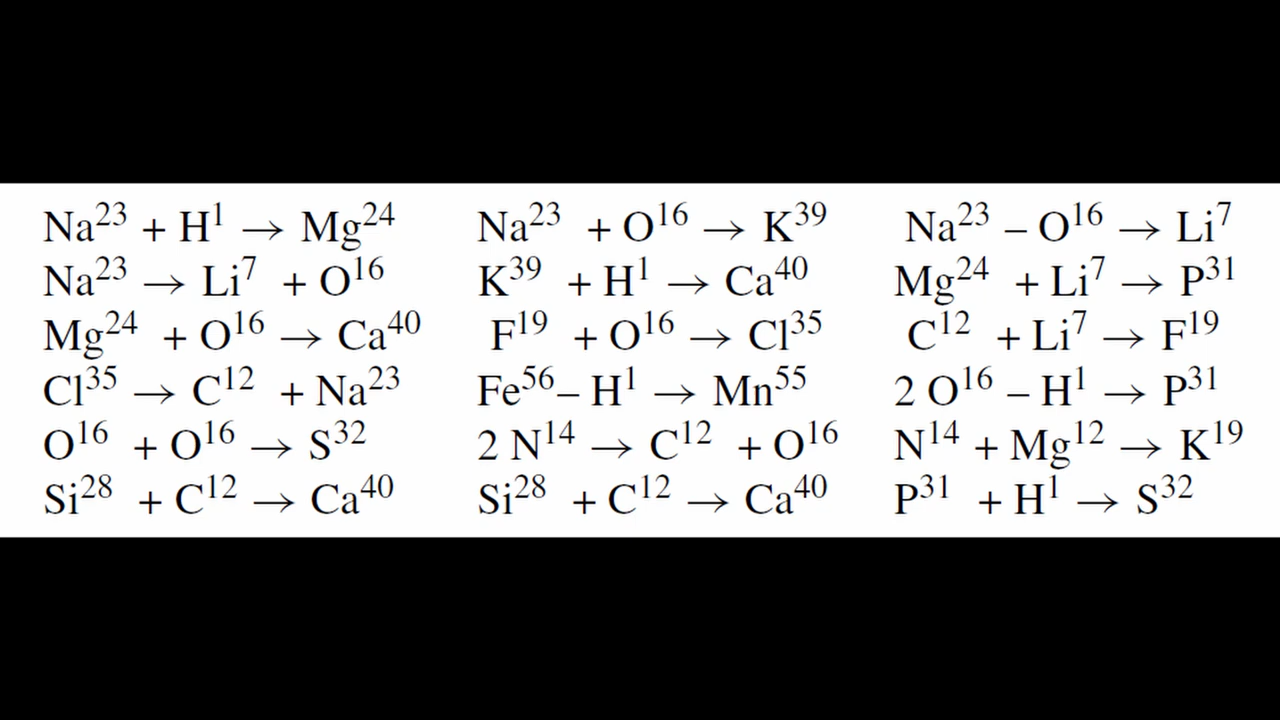 Na²³ + H¹ → Mg²⁴ Na²³ + O¹⁶ → K³⁹ Na²³ – O¹⁶ → Li⁷
Na²³ → Li⁷ + O¹⁶ K³⁹ + H¹ → Ca⁴⁰ Mg²⁴ + Li⁷ → P³¹
Mg²⁴ + O¹⁶ → Ca⁴⁰ F¹⁹ + O¹⁶ → Cl³⁵ C¹² + Li⁷ → F¹⁹
Cl³⁵ → C¹² + Na²³ Fe⁵⁶– H¹ → Mn⁵⁵ 2 O¹⁶ – H¹ → P³¹
O¹⁶ + O¹⁶ → S³² 2 N¹⁴ → C¹² + O¹⁶ N¹⁴ + Mg¹² → K¹⁹
Si²⁸ + C¹² → Ca⁴⁰ Si²⁸ + C¹² → Ca⁴⁰ P³¹ + H¹ → S³²